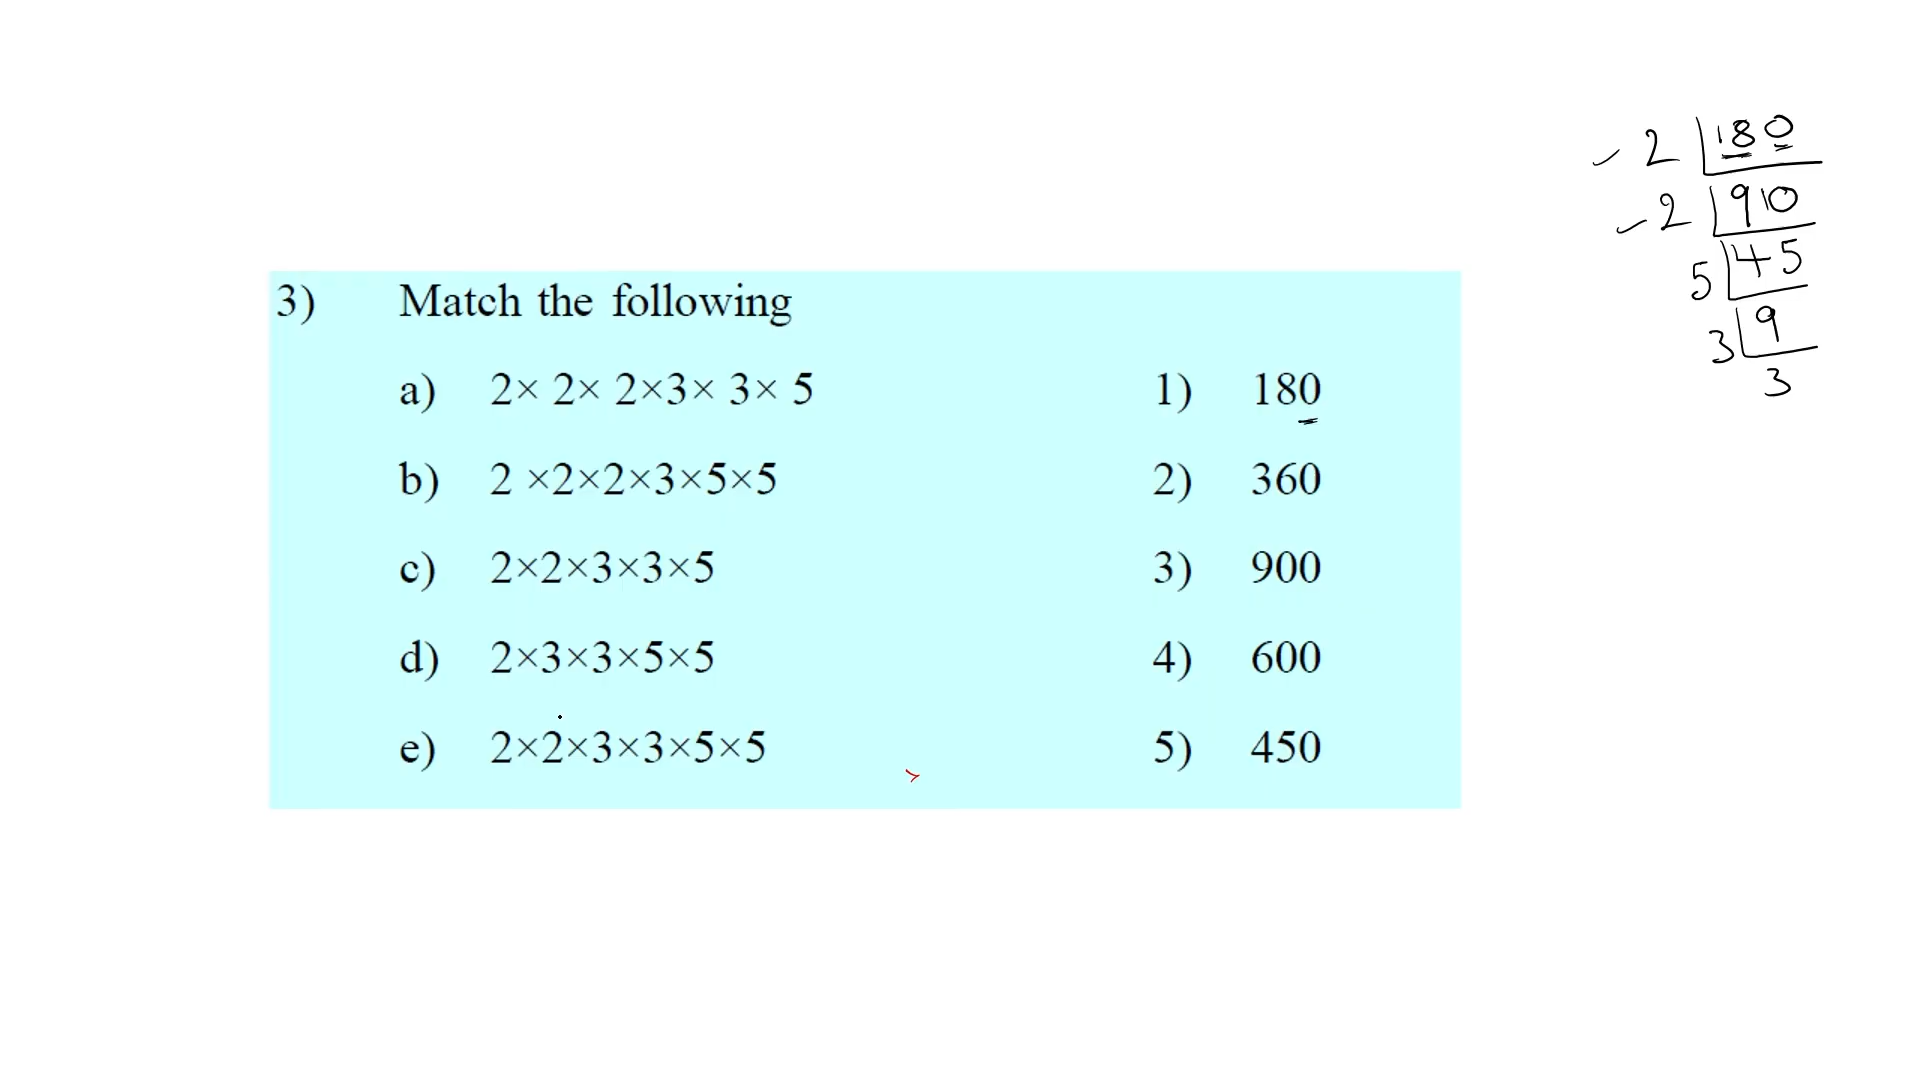 3) Match the following
a) 2× 2× 2×3× 3× 5 1) 180
b) 2 ×2×2×3×5×5 2) 360
c) 2×2×3×3×5 3) 900
d) 2×3×3×5×5 4) 600
e) 2×2×3×3×5×5 5) 450
2 180
2 90
5 45
3 9
3